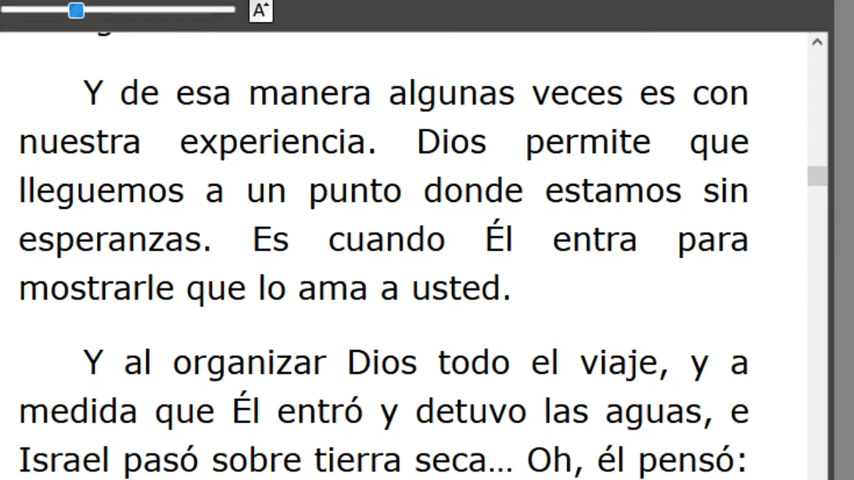 A
Y de esa manera algunas veces es con
nuestra experiencia. Dios permite que
lleguemos a un punto donde estamos sin
esperanzas. Es cuando Él entra para
mostrarle que lo ama a usted.
Y al organizar Dios todo el viaje, y a
medida que Él entró y detuvo las aguas, e
Israel pasó sobre tierra seca… Oh, él pensó: